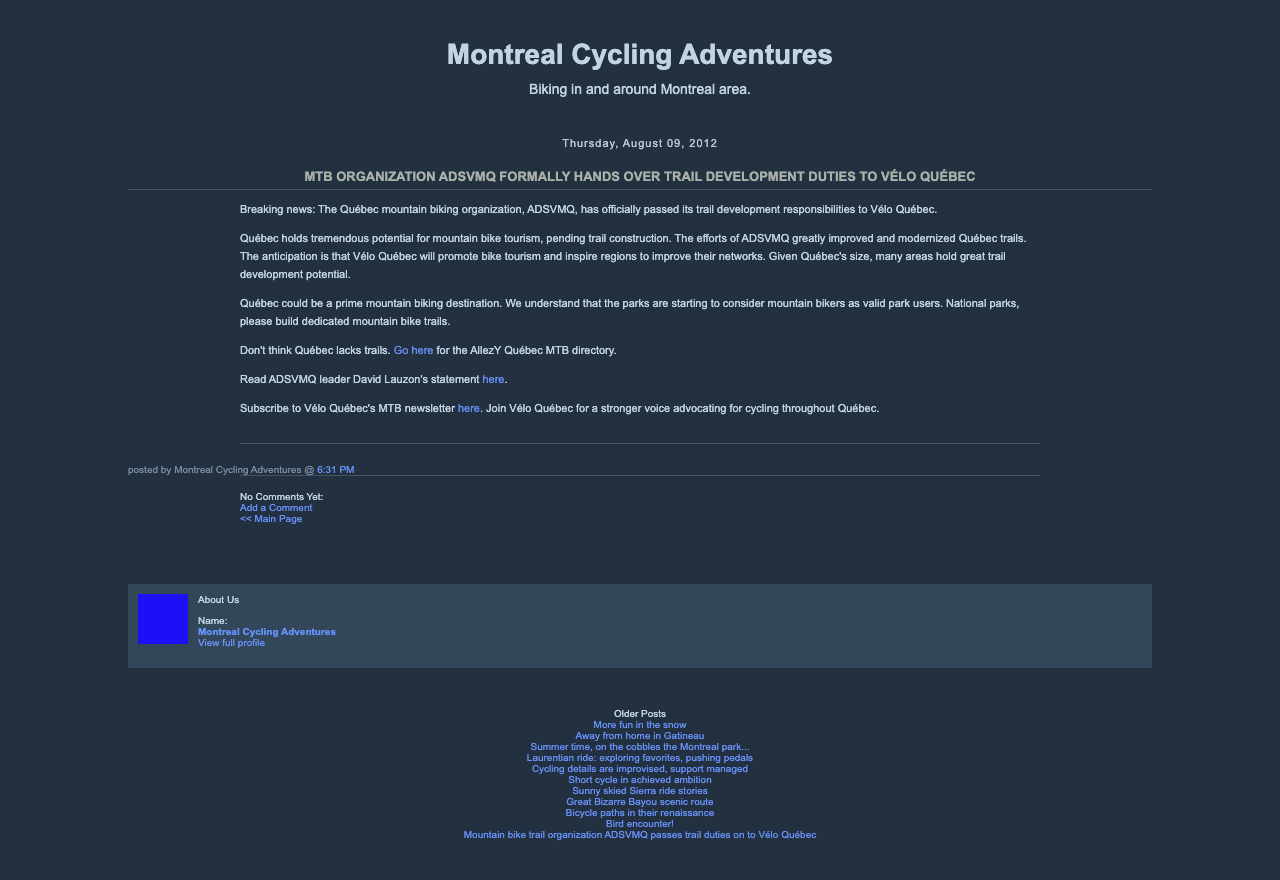 Montreal Cycling Adventures
Biking in and around Montreal area.
Thursday, August 09, 2012
MTB ORGANIZATION ADSVMQ FORMALLY HANDS OVER TRAIL DEVELOPMENT DUTIES TO VÉLO QUÉBEC
Breaking news: The Québec mountain biking organization, ADSVMQ, has officially passed its trail development responsibilities to Vélo Québec.
Québec holds tremendous potential for mountain bike tourism, pending trail construction. The efforts of ADSVMQ greatly improved and modernized Québec trails.
The anticipation is that Vélo Québec will promote bike tourism and inspire regions to improve their networks. Given Québec's size, many areas hold great trail
development potential.
Québec could be a prime mountain biking destination. We understand that the parks are starting to consider mountain bikers as valid park users. National parks,
please build dedicated mountain bike trails.
Don't think Québec lacks trails. Go here for the AllezY Québec MTB directory.
Read ADSVMQ leader David Lauzon's statement here.
Subscribe to Vélo Québec's MTB newsletter here. Join Vélo Québec for a stronger voice advocating for cycling throughout Québec.
posted by Montreal Cycling Adventures @ 6:31 PM
No Comments Yet:
Add a Comment
<< Main Page
About Us
Name:
Montreal Cycling Adventures
View full profile
Older Posts
More fun in the snow
Away from home in Gatineau
Summer time, on the cobbles the Montreal park...
Laurentian ride: exploring favorites, pushing pedals
Cycling details are improvised, support managed
Short cycle in achieved ambition
Sunny skied Sierra ride stories
Great Bizarre Bayou scenic route
Bicycle paths in their renaissance
Bird encounter!
Mountain bike trail organization ADSVMQ passes trail duties on to Vélo Québec